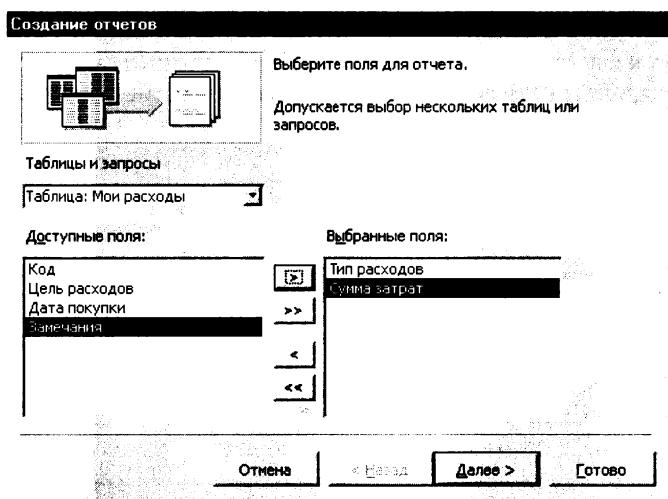 Создание отчетов
Выберите поля для отчета.
Допускается выбор нескольких таблиц или
запросов.
Таблицы и запросы
Таблица: Мои расходы
Доступные поля:
Выбранные поля:
Код
Цель расходов
Дата покупки
Замечания
>
>>
<
<<
Тип расходов
Сумма затрат
Отмена
< Назад
Далее >
Готово